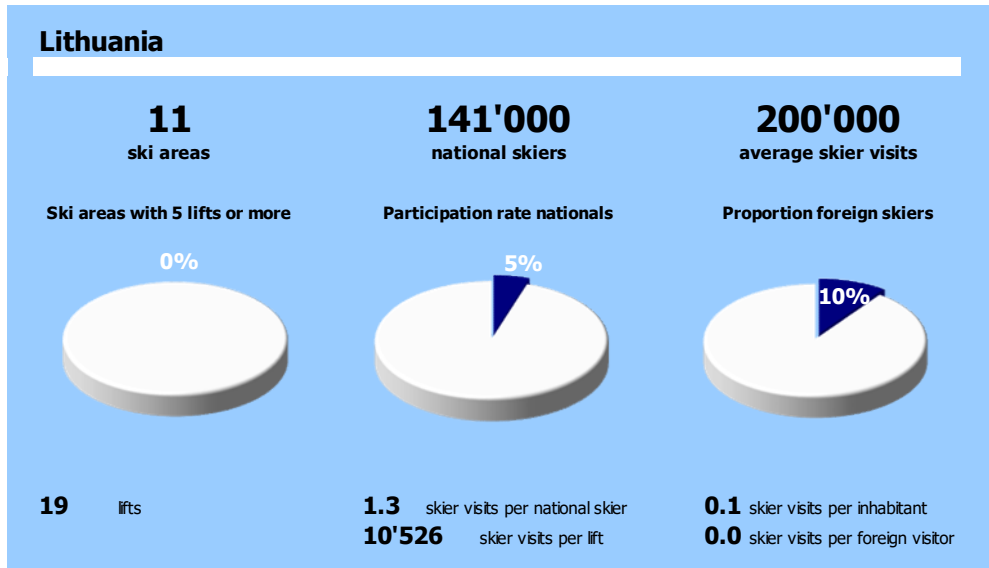 Lithuania
11 141'000 200'000
ski areas national skiers average skier visits
Ski areas with 5 lifts or more Participation rate nationals Proportion foreign skiers
0% 5% 10%
19 lifts 1.3 skier visits per national skier 0.1 skier visits per inhabitant
10'526 skier visits per lift 0.0 skier visits per foreign visitor